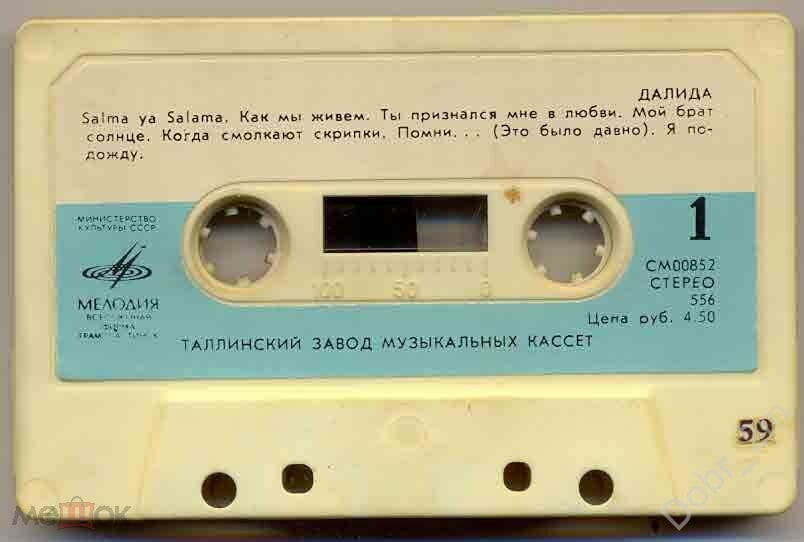 ДАЛИДА
Salma ya Salama. Как мы живем. Ты признался мне в любви. Мой брат
солнце. Когда смолкают скрипки. Помни... (Это было давно). Я по-
дожду.
МИНИСТЕРСТВО
КУЛЬТУРЫ СССР
МЕЛОДИЯ
ВСЕСОЮЗНАЯ
ФИРМА
1
СМ00852
СТЕРЕО
556
Цена руб. 4.50
100 50 0
ТАЛЛИНСКИЙ ЗАВОД МУЗЫКАЛЬНЫХ КАССЕТ
59
мешок